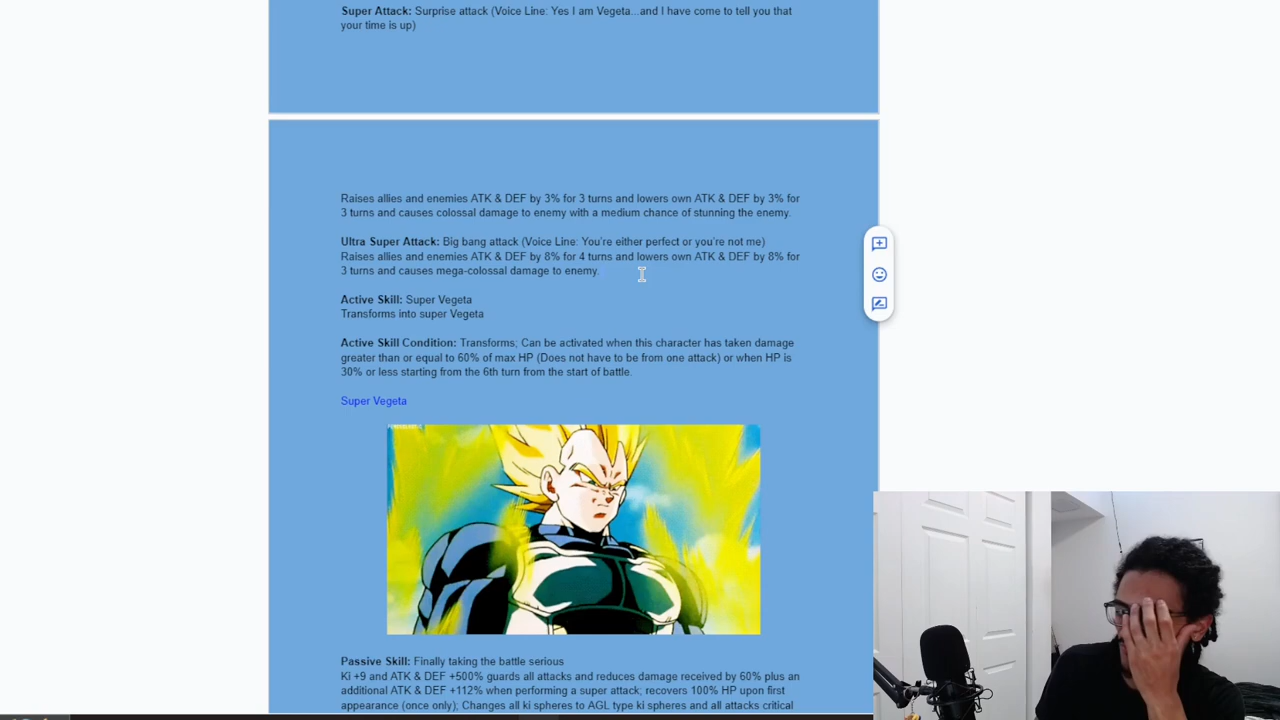 Super Attack: Surprise attack (Voice Line: Yes I am Vegeta...and I have come to tell you that
your time is up)
Raises allies and enemies ATK & DEF by 3% for 3 turns and lowers own ATK & DEF by 3% for
3 turns and causes colossal damage to enemy with a medium chance of stunning the enemy.
Ultra Super Attack: Big bang attack (Voice Line: You're either perfect or you're not me)
Raises allies and enemies ATK & DEF by 8% for 4 turns and lowers own ATK & DEF by 8% for
3 turns and causes mega-colossal damage to enemy.
Active Skill: Super Vegeta
Transforms into super Vegeta
Active Skill Condition: Transforms; Can be activated when this character has taken damage
greater than or equal to 60% of max HP (Does not have to be from one attack) or when HP is
30% or less starting from the 6th turn from the start of battle.
Super Vegeta
Passive Skill: Finally taking the battle serious
Ki +9 and ATK & DEF +500% guards all attacks and reduces damage received by 60% plus an
additional ATK & DEF +112% when performing a super attack; recovers 100% HP upon first
appearance (once only); Changes all ki spheres to AGL type ki spheres and all attacks critical